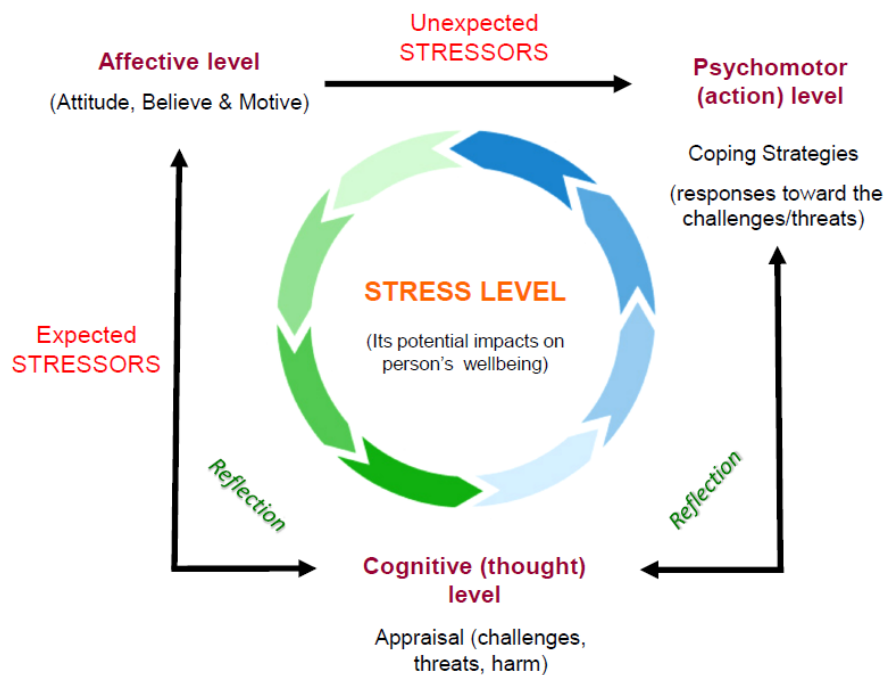 Unexpected
STRESSORS
Affective level
(Attitude, Believe & Motive)
Psychomotor
(action) level
Coping Strategies
(responses toward the
challenges/threats)
STRESS LEVEL
(Its potential impacts on
person's wellbeing)
Expected
STRESSORS
Reflection
Reflection
Cognitive (thought)
level
Appraisal (challenges,
threats, harm)